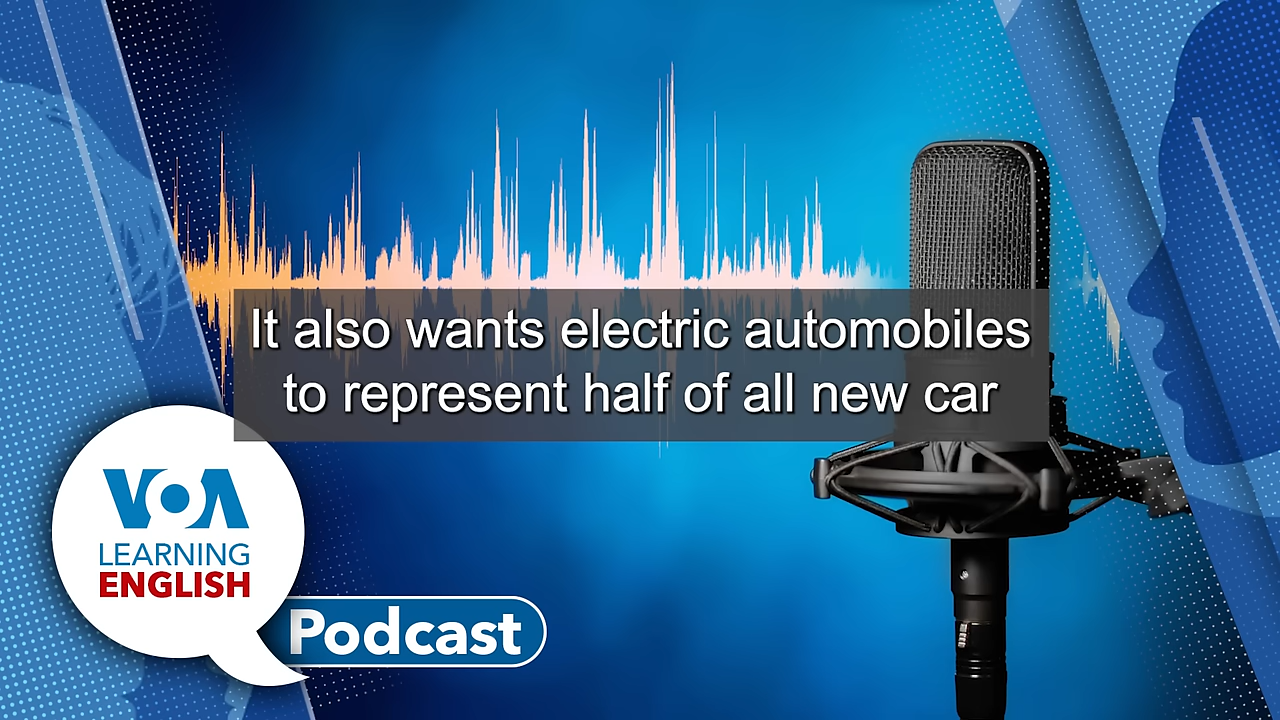 It also wants electric automobiles
to represent half of all new car
VOA
LEARNING
ENGLISH
Podcast